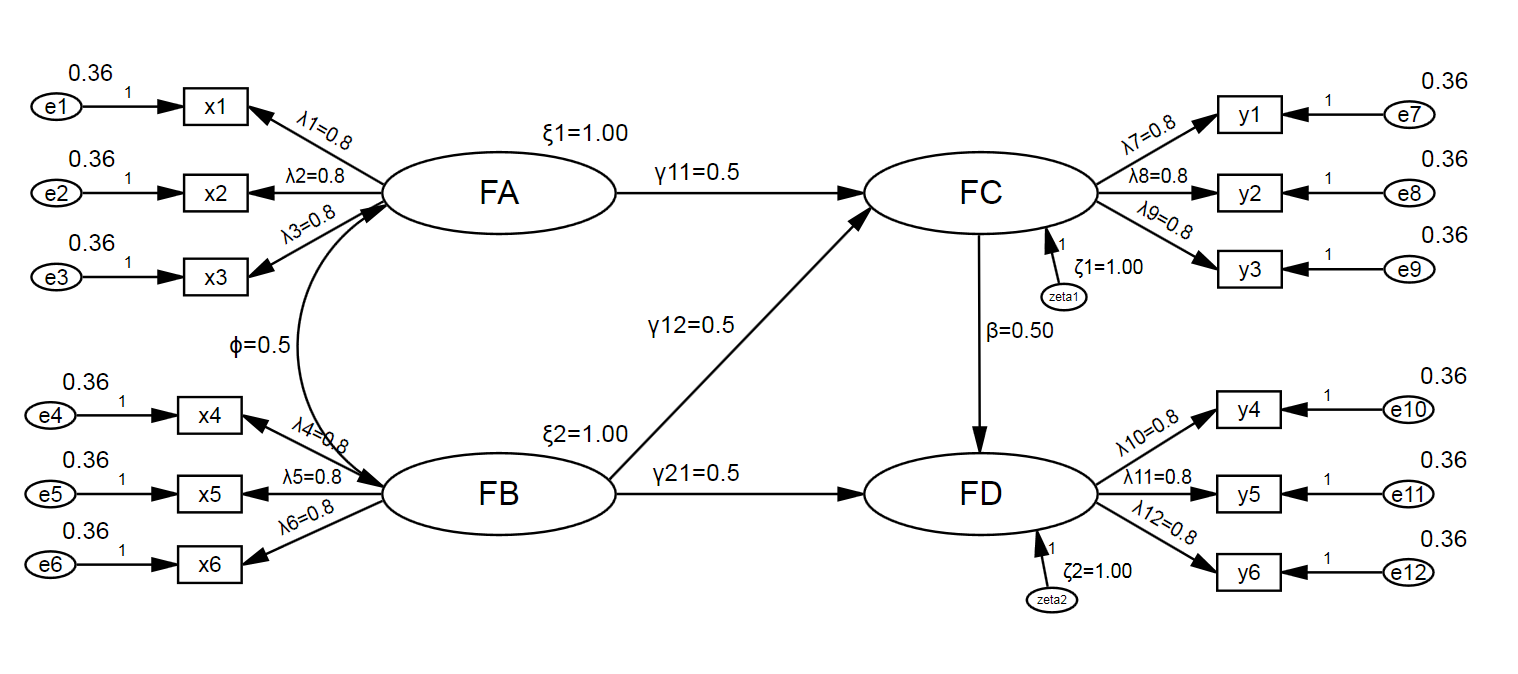 0.36
e1
1
x1
λ1=0.8
0.36
e2
1
x2
λ2=0.8
0.36
e3
1
x3
λ3=0.8
ξ1=1.00
FA
γ11=0.5
FC
ζ1=1.00
1
zeta1
λ7=0.8
y1
1
e7
0.36
λ8=0.8
y2
1
e8
0.36
λ9=0.8
y3
1
e9
0.36
ϕ=0.5
γ12=0.5
β=0.50
0.36
e4
1
x4
λ4=0.8
0.36
e5
1
x5
λ5=0.8
0.36
e6
1
x6
λ6=0.8
ξ2=1.00
FB
γ21=0.5
FD
ζ2=1.00
1
zeta2
λ10=0.8
y4
1
e10
0.36
λ11=0.8
y5
1
e11
0.36
λ12=0.8
y6
1
e12
0.36